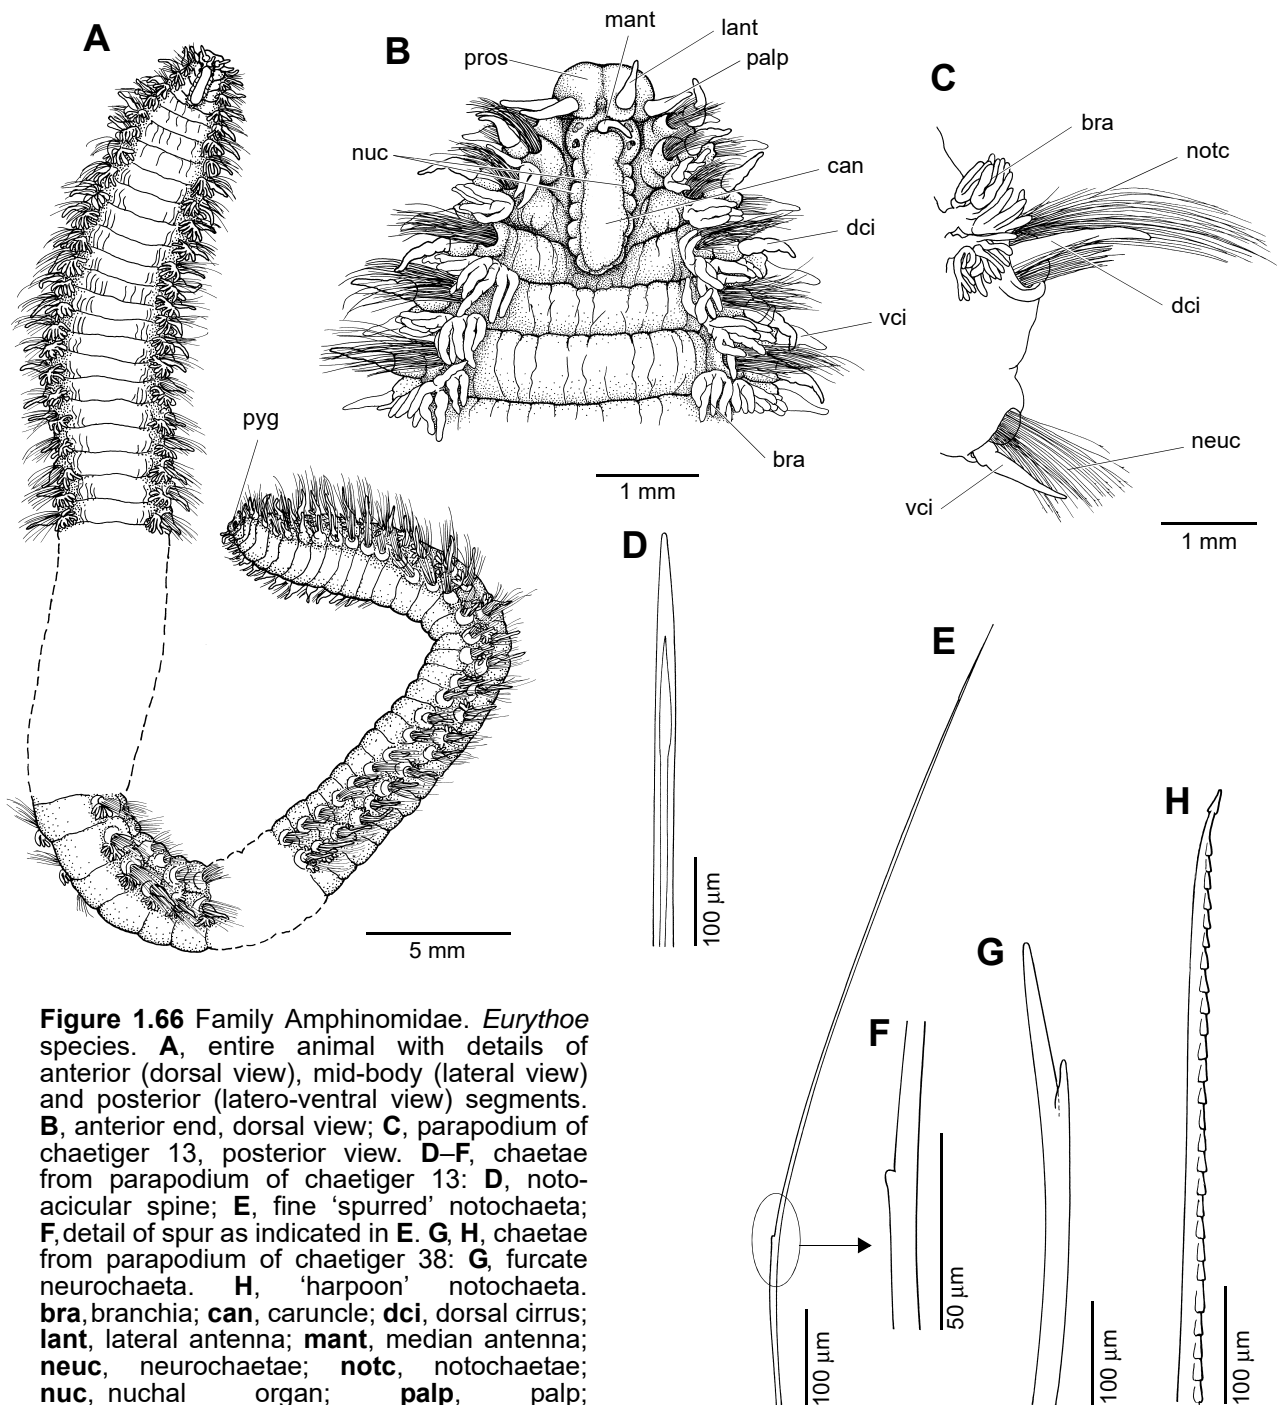 A
B
mant
lant
pros
palp
C
bra
notc
nuc
can
dci
dci
vci
pyg
bra
neuc
1 mm
vci
1 mm
D
E
H
100 μm
5 mm
G
Figure 1.66 Family Amphinomidae. Eurythoe
species. A, entire animal with details of
anterior (dorsal view), mid-body (lateral view)
and posterior (latero-ventral view) segments.
B, anterior end, dorsal view; C, parapodium of
chaetiger 13, posterior view. D–F, chaetae
from parapodium of chaetiger 13: D, noto-
acicular spine; E, fine ‘spurred’ notochaeta;
F, detail of spur as indicated in E. G, H, chaetae
from parapodium of chaetiger 38: G, furcate
neurochaeta. H, ‘harpoon’ notochaeta.
bra, branchia; can, caruncle; dci, dorsal cirrus;
lant, lateral antenna; mant, median antenna;
neuc, neurochaetae; notc, notochaetae;
nuc, nuchal organ; palp, palp;
F
50 μm
100 μm
100 μm
100 μm